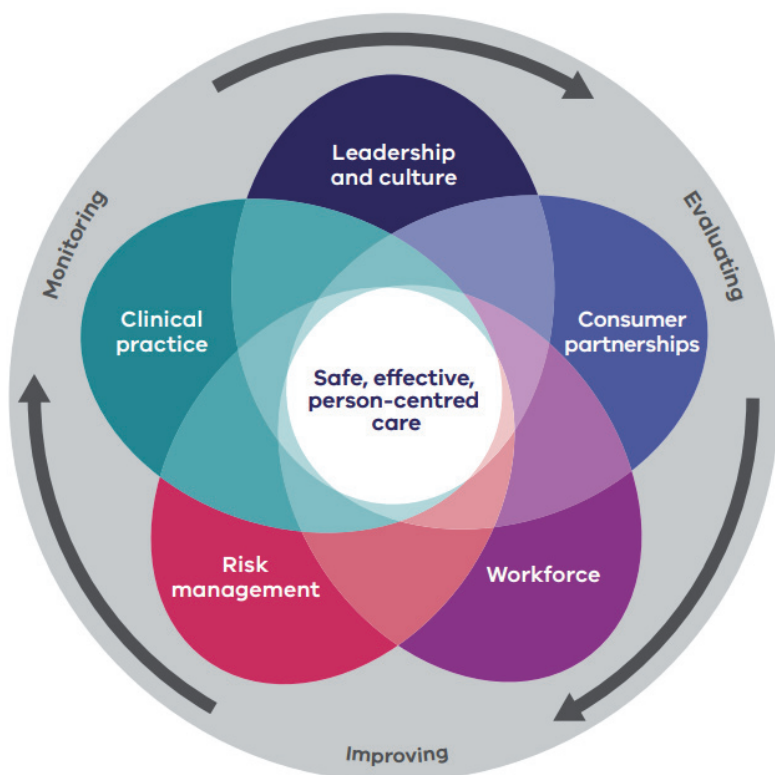 Leadership
and culture
Monitoring
Evaluating
Clinical
practice
Consumer
partnerships
Safe, effective,
person-centred
care
Risk
management
Workforce
Improving